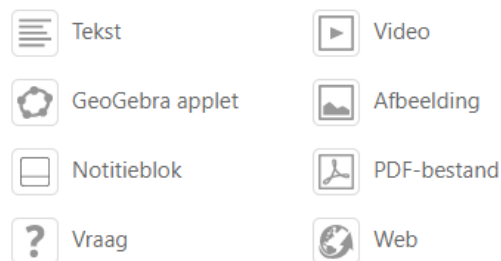 Tekst
Video
GeoGebra applet
Afbeelding
Notitieblok
PDF-bestand
Vraag
Web